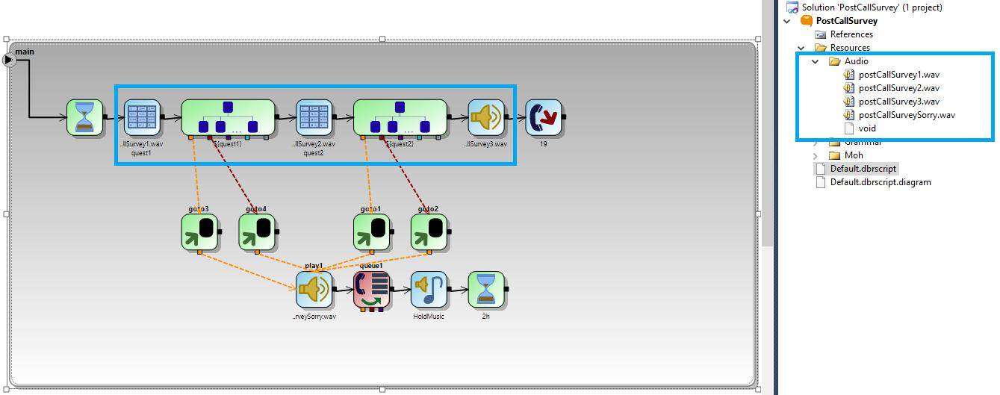 main
..llSurvey1.wav
quest1
${quest1}
..llSurvey2.wav
quest2
${quest2}
..llSurvey3.wav
19
goto3
goto4
goto1
goto2
play1
queue1
..rveySorry.wav
HoldMusic
2h
Solution 'PostCallSurvey' (1 project)
PostCallSurvey
References
Resources
Audio
postCallSurvey1.wav
postCallSurvey2.wav
postCallSurvey3.wav
postCallSurveySorry.wav
void
Grammar
Moh
Default.dbrscript
Default.dbrscript.diagram